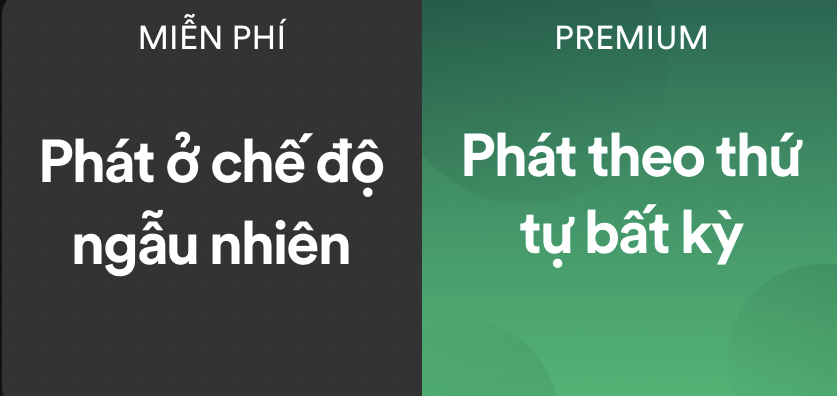 MIỄN PHÍ
Phát ở chế độ
ngẫu nhiên
PREMIUM
Phát theo thứ
tự bất kỳ